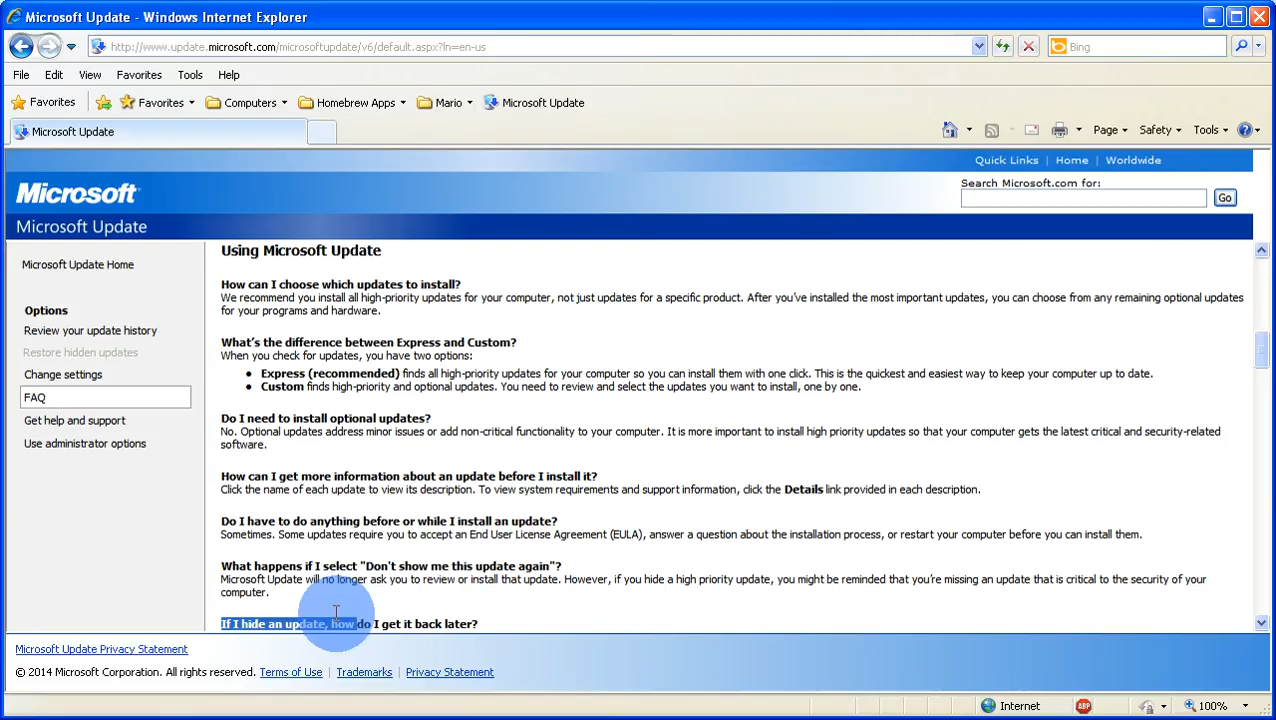 Microsoft Update - Windows Internet Explorer
http://www.update.microsoft.com/microsoftupdate/v6/default.aspx?ln=en-us
Bing
File Edit View Favorites Tools Help
Favorites Favorites Computers Homebrew Apps Mario Microsoft Update
Microsoft Update
Page Safety Tools
Quick Links | Home | Worldwide
Microsoft
Search Microsoft.com for:
Go
Microsoft Update
Microsoft Update Home
Options
Review your update history
Restore hidden updates
Change settings
FAQ
Get help and support
Use administrator options
Using Microsoft Update
How can I choose which updates to install?
We recommend you install all high-priority updates for your computer, not just updates for a specific product. After you've installed the most important updates, you can choose from any remaining optional updates
for your programs and hardware.
What's the difference between Express and Custom?
When you check for updates, you have two options:
• Express (recommended) finds all high-priority updates for your computer so you can install them with one click. This is the quickest and easiest way to keep your computer up to date.
• Custom finds high-priority and optional updates. You need to review and select the updates you want to install, one by one.
Do I need to install optional updates?
No. Optional updates address minor issues or add non-critical functionality to your computer. It is more important to install high priority updates so that your computer gets the latest critical and security-related
software.
How can I get more information about an update before I install it?
Click the name of each update to view its description. To view system requirements and support information, click the Details link provided in each description.
Do I have to do anything before or while I install an update?
Sometimes. Some updates require you to accept an End User License Agreement (EULA), answer a question about the installation process, or restart your computer before you can install them.
What happens if I select "Don't show me this update again"?
Microsoft Update will no longer ask you to review or install that update. However, if you hide a high priority update, you might be reminded that you're missing an update that is critical to the security of your
computer.
If I hide an update, how do I get it back later?
Microsoft Update Privacy Statement
© 2014 Microsoft Corporation. All rights reserved. Terms of Use | Trademarks | Privacy Statement
Internet
ABP
100%